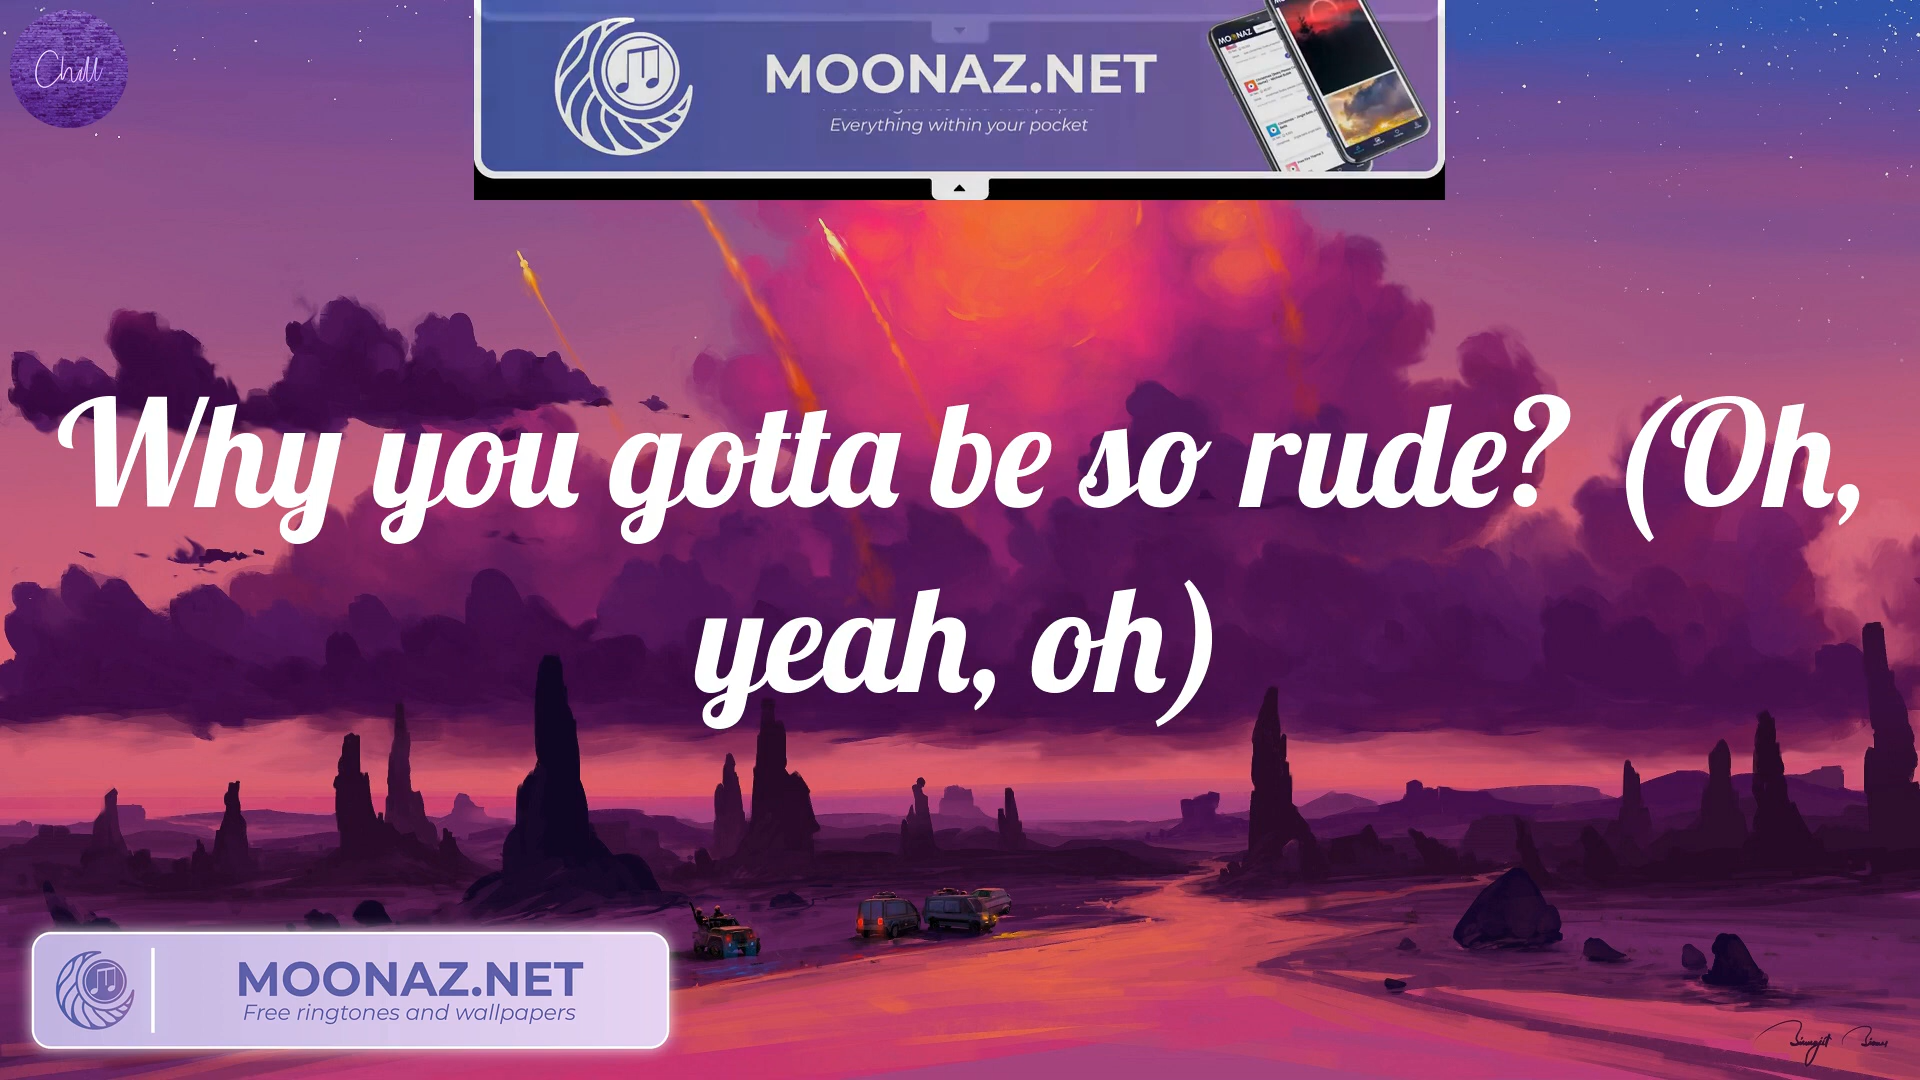 Chill
MOONAZ.NET
Everything within your pocket
MOONAZ
Why you gotta be so rude? (Oh,
yeah, oh)
MOONAZ.NET
Free ringtones and wallpapers